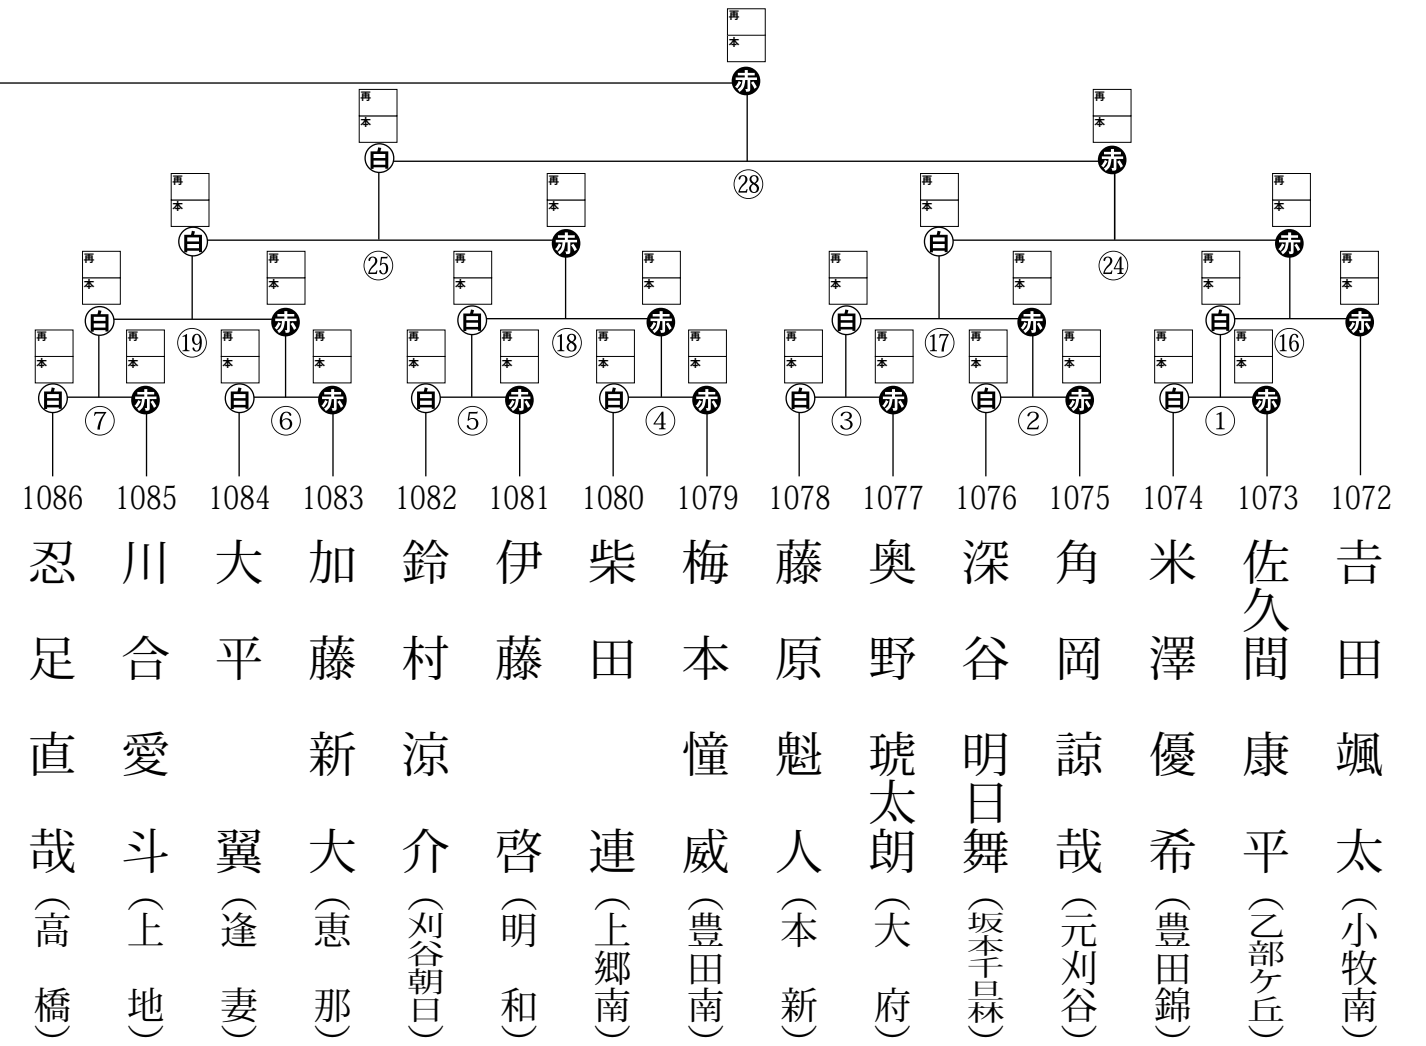 再
本
赤
再
本
再
本
白
赤
㉘
再
本
再
本
再
本
再
本
白
赤
白
赤
㉕
㉔
再
本
再
本
再
本
再
本
再
本
再
本
再
本
再
本
白
赤
白
赤
白
赤
白
赤
⑲
⑱
⑰
⑯
再
本
再
本
再
本
再
本
再
本
再
本
再
本
再
本
再
本
再
本
再
本
再
本
再
本
再
本
白
赤
白
赤
白
赤
白
赤
白
赤
白
赤
白
赤
⑦
⑥
⑤
④
③
②
①
1072 𠮷田颯太(小牧南)
1073 佐久間康平(乙部ケ丘)
1074 米澤優希(豊田錦)
1075 角岡諒哉(元刈谷)
1076 深谷明日舞(坂本千旦林)
1077 奥野琥太朗(大府)
1078 藤原魁人(本新)
1079 梅本憧威(豊田南)
1080 柴田連(上郷南)
1081 伊藤啓(明和)
1082 鈴村涼介(刈谷朝日)
1083 加藤新大(恵那)
1084 大平翼(逢妻)
1085 川合愛斗(上地)
1086 忍足直哉(高橋)